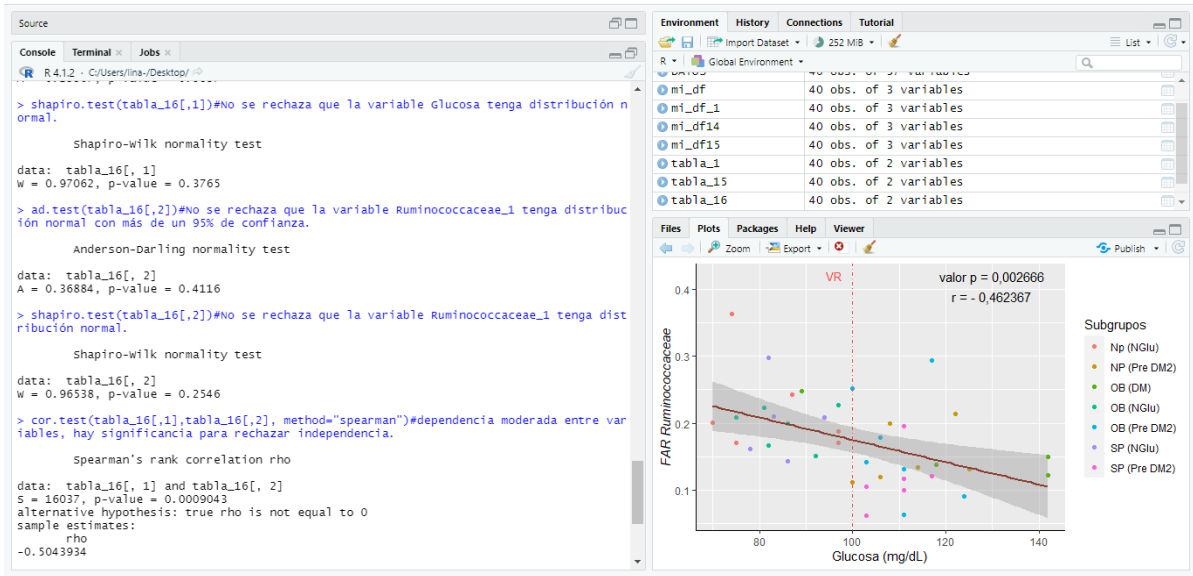 Source
Console Terminal Jobs
R 4.1.2 · C:/Users/lina-/Desktop/
> shapiro.test(tabla_16[,1])#No se rechaza que la variable Glucosa tenga distribución n
ormal.
Shapiro-Wilk normality test
data: tabla_16[, 1]
W = 0.97062, p-value = 0.3765
> ad.test(tabla_16[,2])#No se rechaza que la variable Ruminococcaceae_1 tenga distribuc
ión normal con más de un 95% de confianza.
Anderson-Darling normality test
data: tabla_16[, 2]
A = 0.36884, p-value = 0.4116
> shapiro.test(tabla_16[,2])#No se rechaza que la variable Ruminococcaceae_1 tenga dist
ribución normal.
Shapiro-Wilk normality test
data: tabla_16[, 2]
W = 0.96538, p-value = 0.2546
> cor.test(tabla_16[,1],tabla_16[,2], method="spearman")#dependencia moderada entre var
iables, hay significancia para rechazar independencia.
Spearman's rank correlation rho
data: tabla_16[, 1] and tabla_16[, 2]
S = 16037, p-value = 0.0009043
alternative hypothesis: true rho is not equal to 0
sample estimates:
rho
-0.5043934
Environment History Connections Tutorial
Import Dataset 252 MiB List
R Global Environment
mi_df 40 obs. of 3 variables
mi_df_1 40 obs. of 3 variables
mi_df14 40 obs. of 3 variables
mi_df15 40 obs. of 3 variables
tabla_1 40 obs. of 2 variables
tabla_15 40 obs. of 2 variables
tabla_16 40 obs. of 2 variables
Files Plots Packages Help Viewer
Zoom Export Publish
VR
valor p = 0,002666
r = - 0,462367
0.4
0.3
0.2
0.1
FAR Ruminococcaceae
80 100 120 140
Glucosa (mg/dL)
Subgrupos
Np (NGlu)
NP (Pre DM2)
OB (DM)
OB (NGlu)
OB (Pre DM2)
SP (NGlu)
SP (Pre DM2)